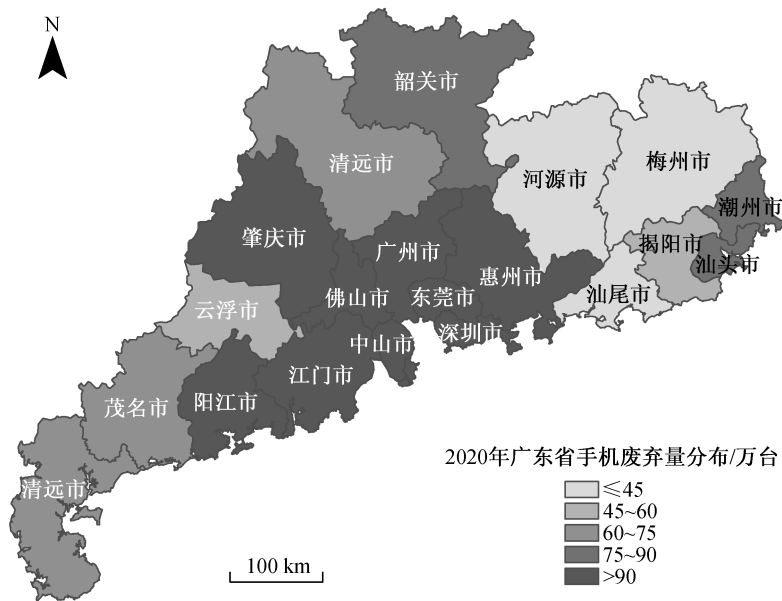 N
韶关市
清远市
河源市
梅州市
潮州市
肇庆市
广州市
揭阳市
汕头市
惠州市
佛山市
东莞市
汕尾市
云浮市
深圳市
中山市
江门市
阳江市
茂名市
清远市
2020年广东省手机废弃量分布/万台
≤45
45~60
60~75
75~90
>90
100 km